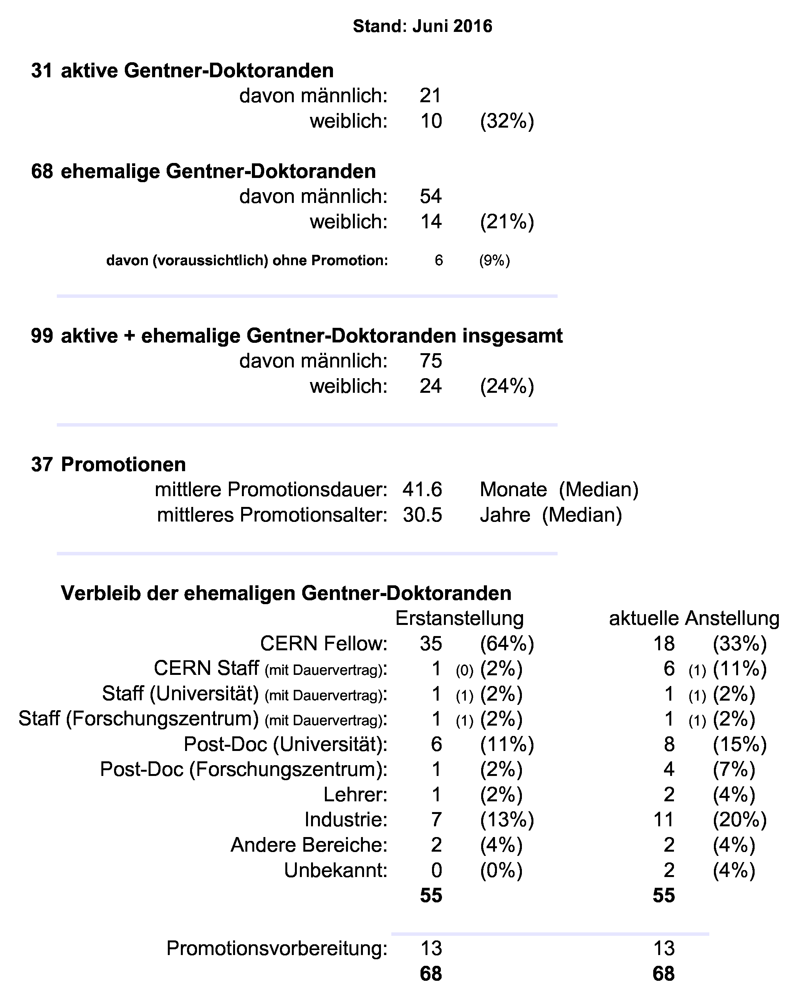 Stand: Juni 2016
31 aktive Gentner-Doktoranden
davon männlich: 21
weiblich: 10 (32%)
68 ehemalige Gentner-Doktoranden
davon männlich: 54
weiblich: 14 (21%)
davon (voraussichtlich) ohne Promotion: 6 (9%)
99 aktive + ehemalige Gentner-Doktoranden insgesamt
davon männlich: 75
weiblich: 24 (24%)
37 Promotionen
mittlere Promotionsdauer: 41.6 Monate (Median)
mittleres Promotionsalter: 30.5 Jahre (Median)
Verbleib der ehemaligen Gentner-Doktoranden
Erstanstellung aktuelle Anstellung
CERN Fellow: 35 (64%) 18 (33%)
CERN Staff (mit Dauervertrag): 1 (0) (2%) 6 (1) (11%)
Staff (Universität) (mit Dauervertrag): 1 (1) (2%) 1 (1) (2%)
Staff (Forschungszentrum) (mit Dauervertrag): 1 (1) (2%) 1 (1) (2%)
Post-Doc (Universität): 6 (11%) 8 (15%)
Post-Doc (Forschungszentrum): 1 (2%) 4 (7%)
Lehrer: 1 (2%) 2 (4%)
Industrie: 7 (13%) 11 (20%)
Andere Bereiche: 2 (4%) 2 (4%)
Unbekannt: 0 (0%) 2 (4%)
55 55
Promotionsvorbereitung: 13 13
68 68